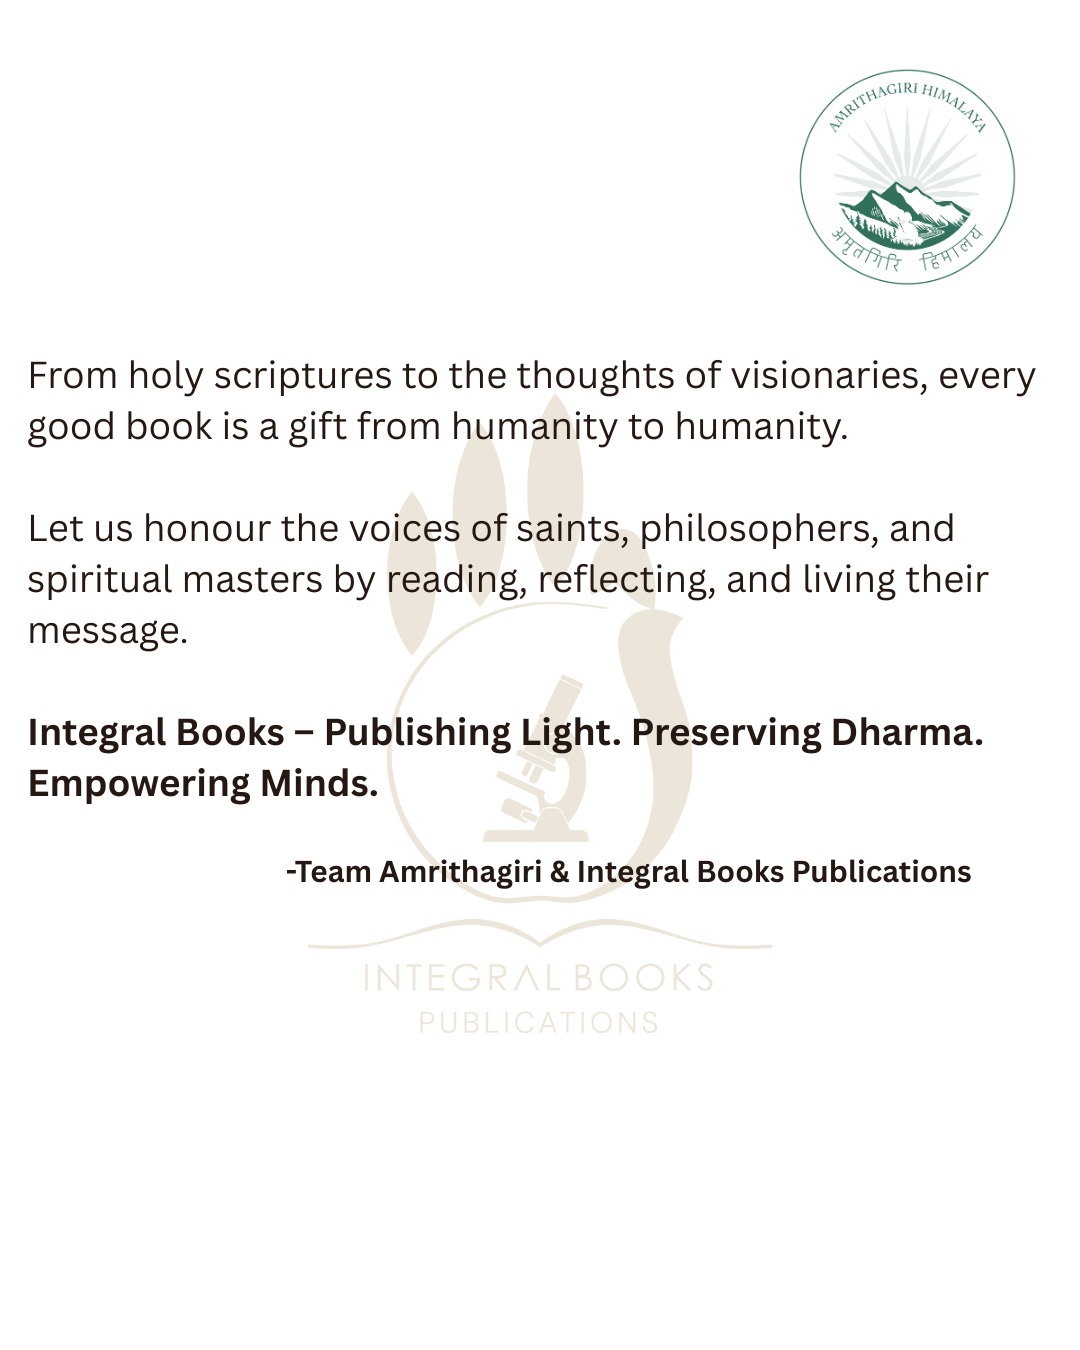 AMRITHAGIRI HIMALAYA
अमृतगिरि हिमालय
From holy scriptures to the thoughts of visionaries, every
good book is a gift from humanity to humanity.
Let us honour the voices of saints, philosophers, and
spiritual masters by reading, reflecting, and living their
message.
Integral Books – Publishing Light. Preserving Dharma.
Empowering Minds.
-Team Amrithagiri & Integral Books Publications
INTEGRAL BOOKS
PUBLICATIONS